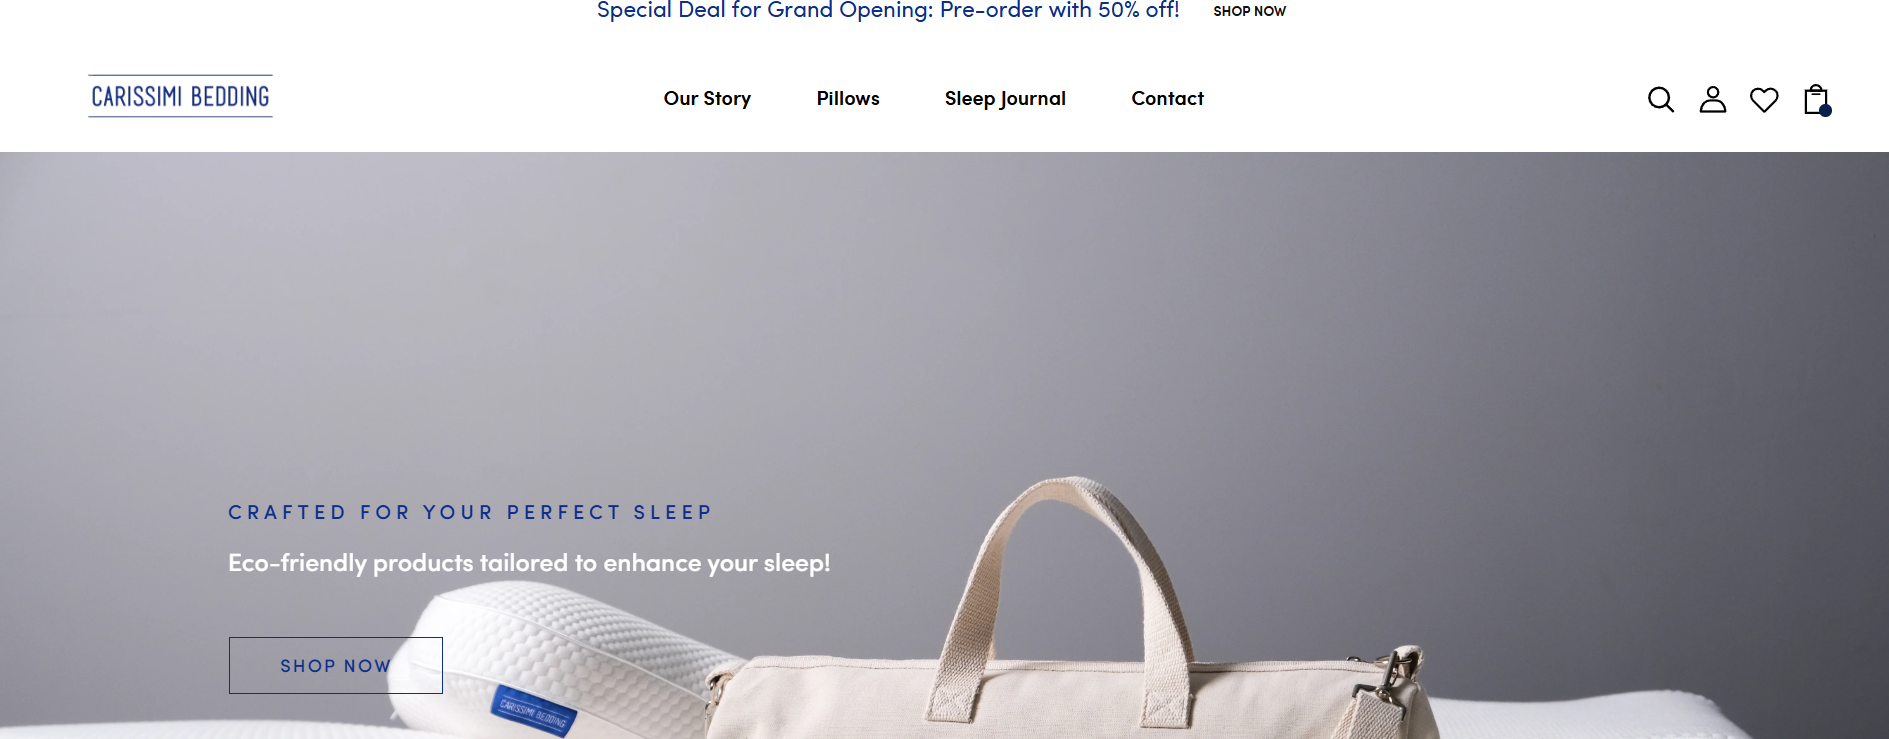 Special Deal for Grand Opening: Pre-order with 50% off! SHOP NOW
CARISSIMI BEDDING
Our Story Pillows Sleep Journal Contact
CRAFTED FOR YOUR PERFECT SLEEP
Eco-friendly products tailored to enhance your sleep!
SHOP NOW
CARISSIMI BEDDING